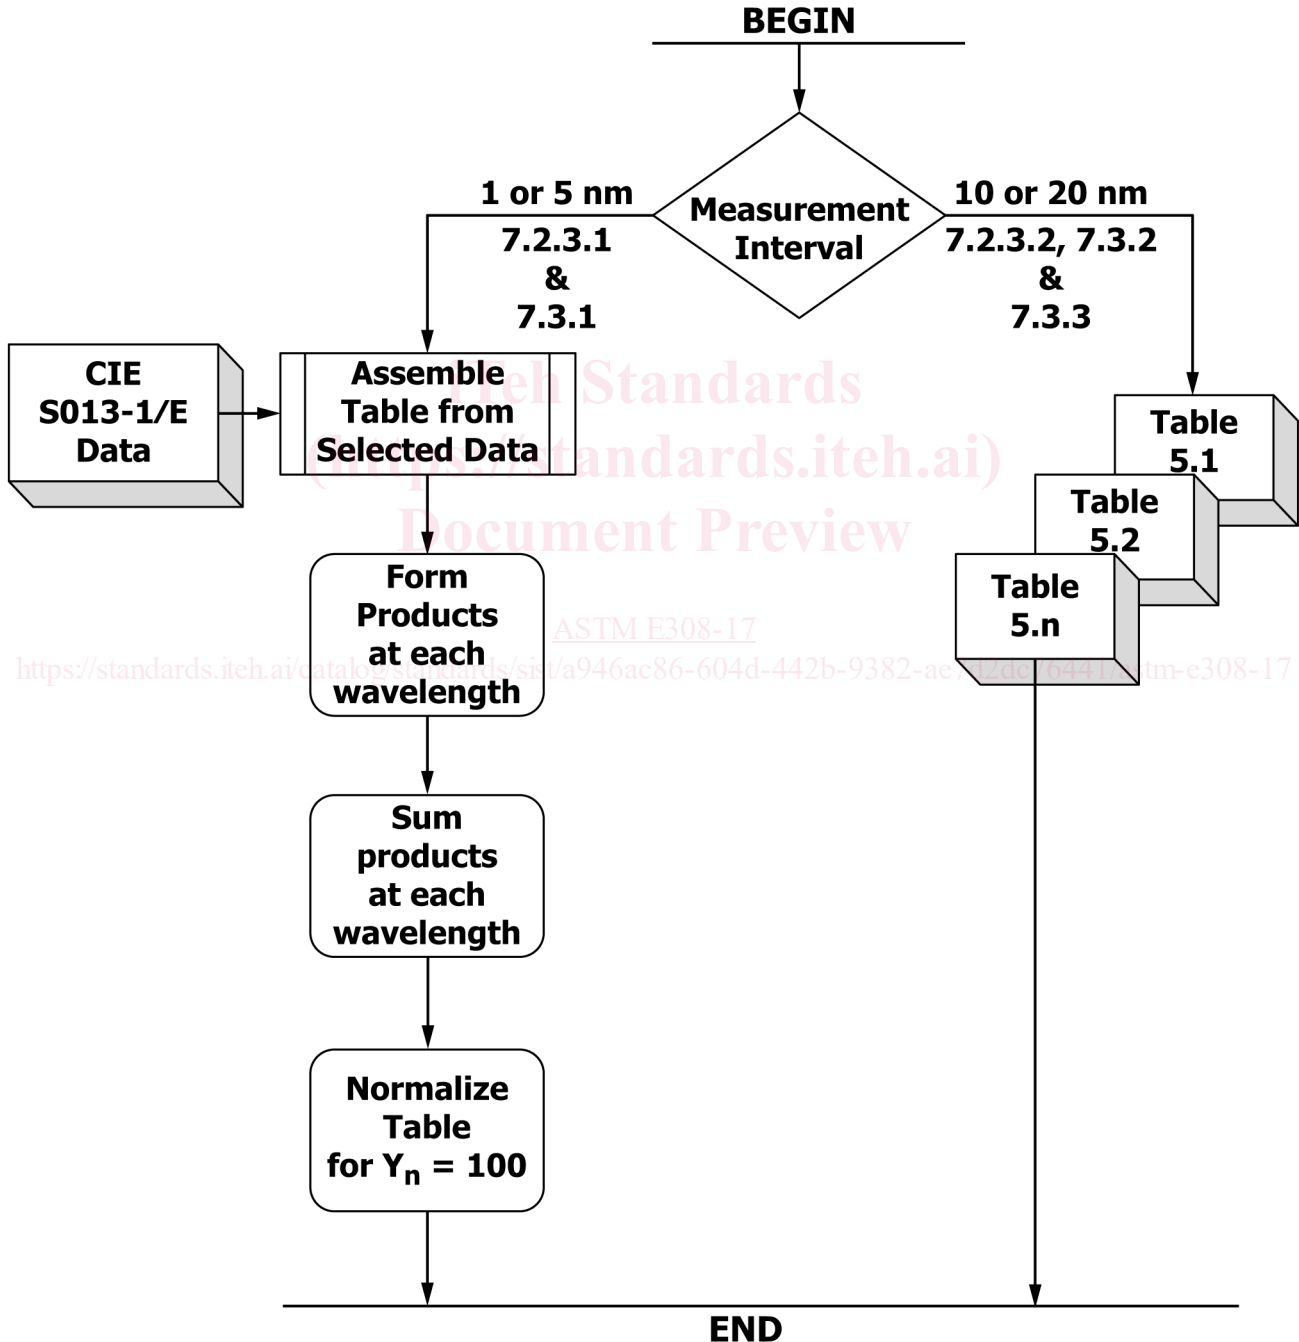 BEGIN
Measurement
Interval
1 or 5 nm
7.2.3.1
&
7.3.1
10 or 20 nm
7.2.3.2, 7.3.2
&
7.3.3
CIE
S013-1/E
Data
Assemble
Table from
Selected Data
Table
5.1
Table
5.2
Table
5.n
Form
Products
at each
wavelength
Sum
products
at each
wavelength
Normalize
Table
for Yn = 100
END
iTeh Standards
(https://standards.iteh.ai)
Document Preview
ASTM E308-17